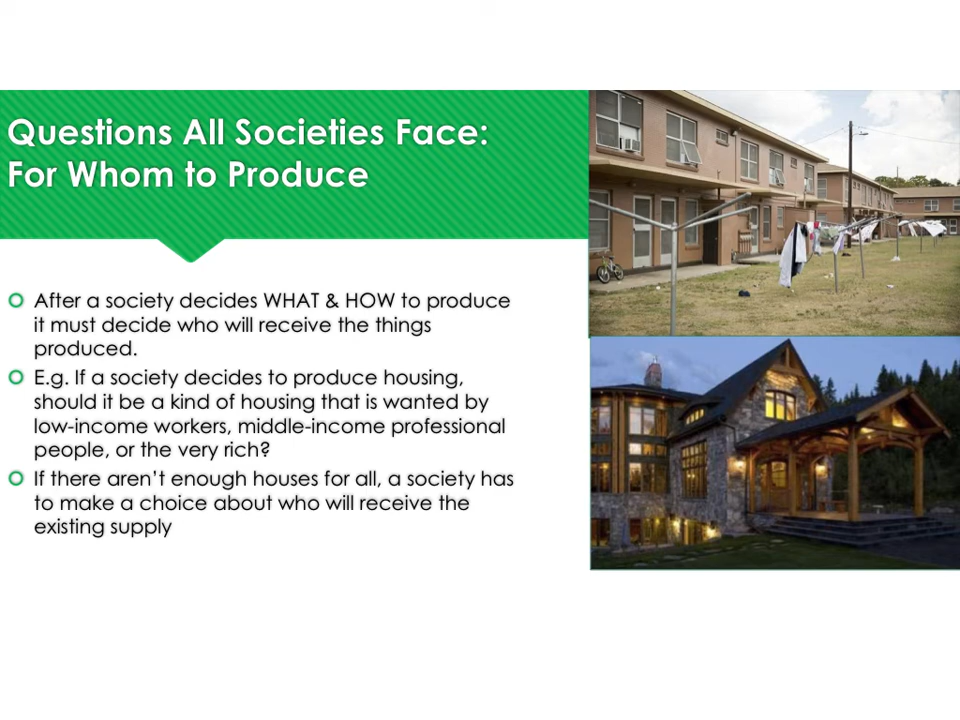 Questions All Societies Face:
For Whom to Produce
After a society decides WHAT & HOW to produce
it must decide who will receive the things
produced.
E.g. If a society decides to produce housing,
should it be a kind of housing that is wanted by
low-income workers, middle-income professional
people, or the very rich?
If there aren’t enough houses for all, a society has
to make a choice about who will receive the
existing supply